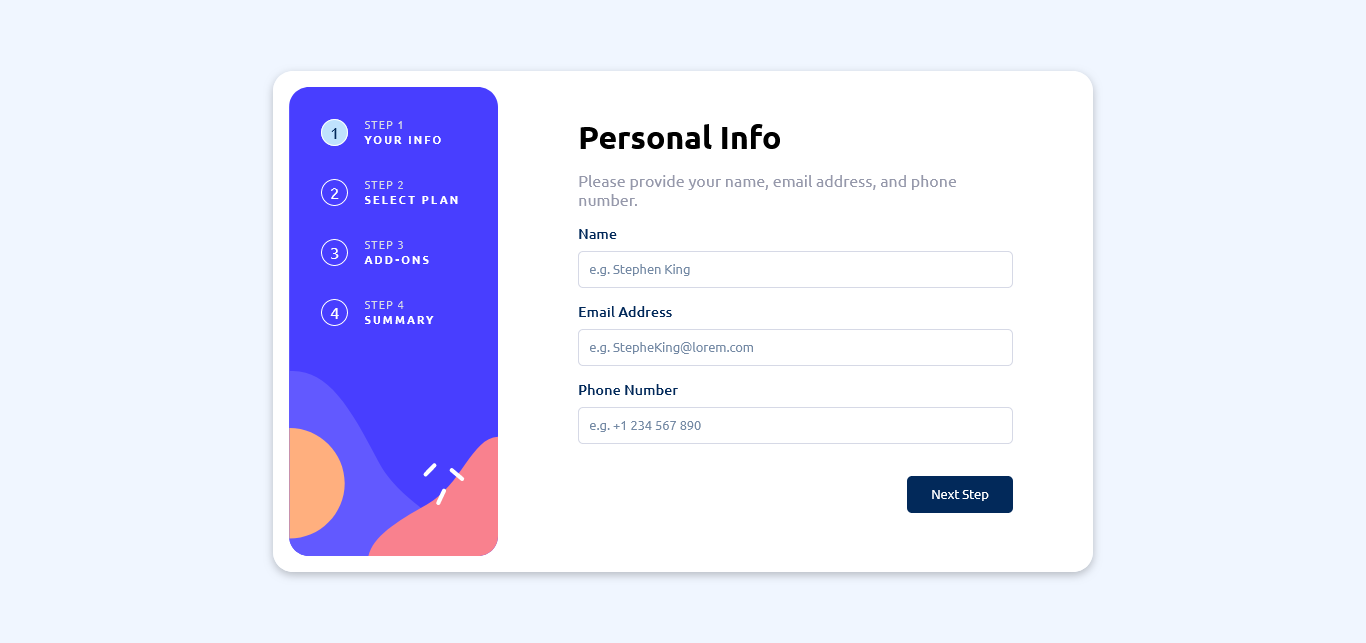 1
STEP 1
YOUR INFO
2
STEP 2
SELECT PLAN
3
STEP 3
ADD-ONS
4
STEP 4
SUMMARY
Personal Info
Please provide your name, email address, and phone
number.
Name
e.g. Stephen King
Email Address
e.g. StepheKing@lorem.com
Phone Number
e.g. +1 234 567 890
Next Step